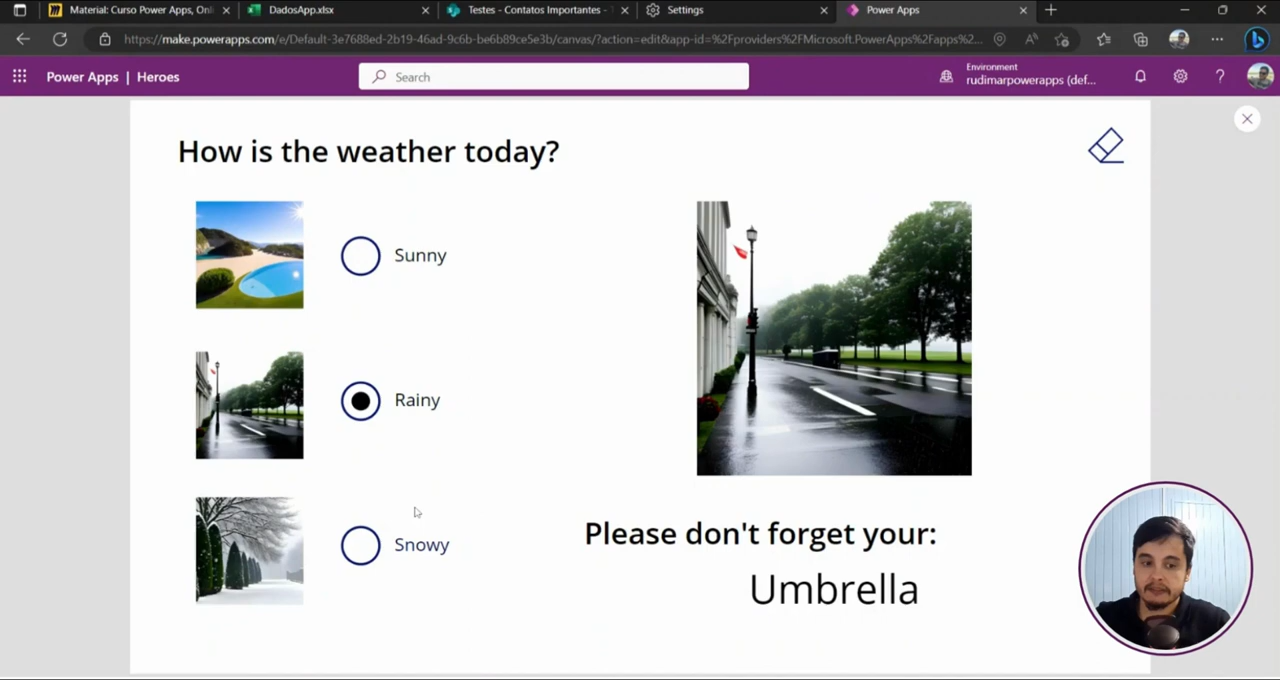 Material: Curso Power Apps, Onl
DadosApp.xlsx
Testes - Contatos Importantes -
Settings
Power Apps
https://make.powerapps.com/e/Default-3e7688ed-2b19-46ad-9c6b-be6b89ce5e3b/canvas/?action=edit&app-id=%2Fproviders%2FMicrosoft.PowerApps%2Fapps%2...
Power Apps | Heroes
Search
Environment
rudimarpowerapps (def...
How is the weather today?
Sunny
Rainy
Snowy
Please don't forget your:
Umbrella